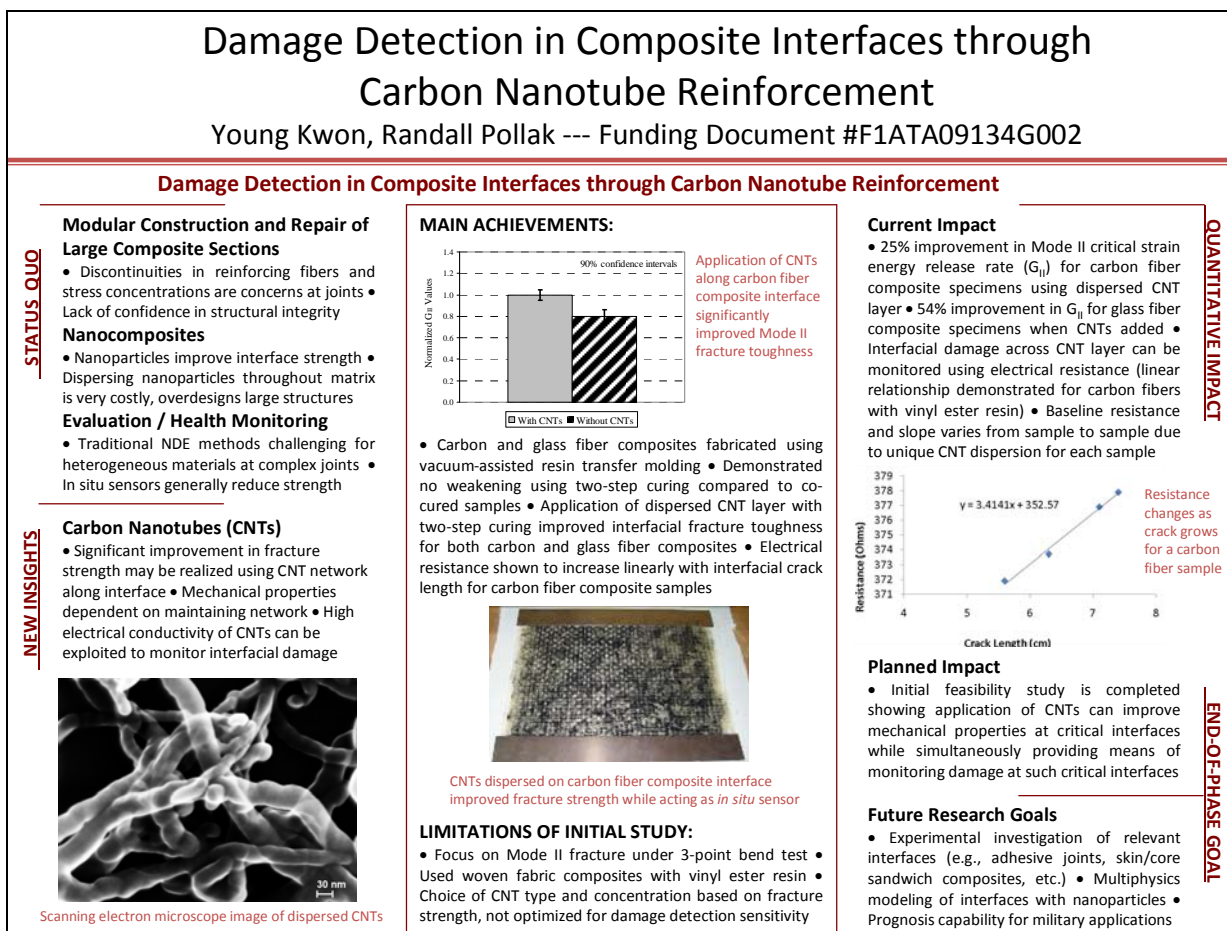 Damage Detection in Composite Interfaces through
Carbon Nanotube Reinforcement
Young Kwon, Randall Pollak --- Funding Document #F1ATA09134G002
Damage Detection in Composite Interfaces through Carbon Nanotube Reinforcement
STATUS QUO
Modular Construction and Repair of
Large Composite Sections
• Discontinuities in reinforcing fibers and
stress concentrations are concerns at joints •
Lack of confidence in structural integrity
Nanocomposites
• Nanoparticles improve interface strength •
Dispersing nanoparticles throughout matrix
is very costly, overdesigns large structures
Evaluation / Health Monitoring
• Traditional NDE methods challenging for
heterogeneous materials at complex joints •
In situ sensors generally reduce strength
NEW INSIGHTS
Carbon Nanotubes (CNTs)
• Significant improvement in fracture
strength may be realized using CNT network
along interface • Mechanical properties
dependent on maintaining network • High
electrical conductivity of CNTs can be
exploited to monitor interfacial damage
30 nm
Scanning electron microscope image of dispersed CNTs
MAIN ACHIEVEMENTS:
Normalized GII Values
1.4
1.2
1.0
0.8
0.6
0.4
0.2
0.0
90% confidence intervals
With CNTs Without CNTs
Application of CNTs
along carbon fiber
composite interface
significantly
improved Mode II
fracture toughness
• Carbon and glass fiber composites fabricated using
vacuum-assisted resin transfer molding • Demonstrated
no weakening using two-step curing compared to co-
cured samples • Application of dispersed CNT layer with
two-step curing improved interfacial fracture toughness
for both carbon and glass fiber composites • Electrical
resistance shown to increase linearly with interfacial crack
length for carbon fiber composite samples
CNTs dispersed on carbon fiber composite interface
improved fracture strength while acting as in situ sensor
LIMITATIONS OF INITIAL STUDY:
• Focus on Mode II fracture under 3-point bend test •
Used woven fabric composites with vinyl ester resin •
Choice of CNT type and concentration based on fracture
strength, not optimized for damage detection sensitivity
QUANTITATIVE IMPACT
Current Impact
• 25% improvement in Mode II critical strain
energy release rate (GII) for carbon fiber
composite specimens using dispersed CNT
layer • 54% improvement in GII for glass fiber
composite specimens when CNTs added •
Interfacial damage across CNT layer can be
monitored using electrical resistance (linear
relationship demonstrated for carbon fibers
with vinyl ester resin) • Baseline resistance
and slope varies from sample to sample due
to unique CNT dispersion for each sample
Resistance (Ohms)
379
378
377
376
375
374
373
372
371
y = 3.4141x + 352.57
4 5 6 7 8
Crack Length (cm)
Resistance
changes as
crack grows
for a carbon
fiber sample
END-OF-PHASE GOAL
Planned Impact
• Initial feasibility study is completed
showing application of CNTs can improve
mechanical properties at critical interfaces
while simultaneously providing means of
monitoring damage at such critical interfaces
Future Research Goals
• Experimental investigation of relevant
interfaces (e.g., adhesive joints, skin/core
sandwich composites, etc.) • Multiphysics
modeling of interfaces with nanoparticles •
Prognosis capability for military applications